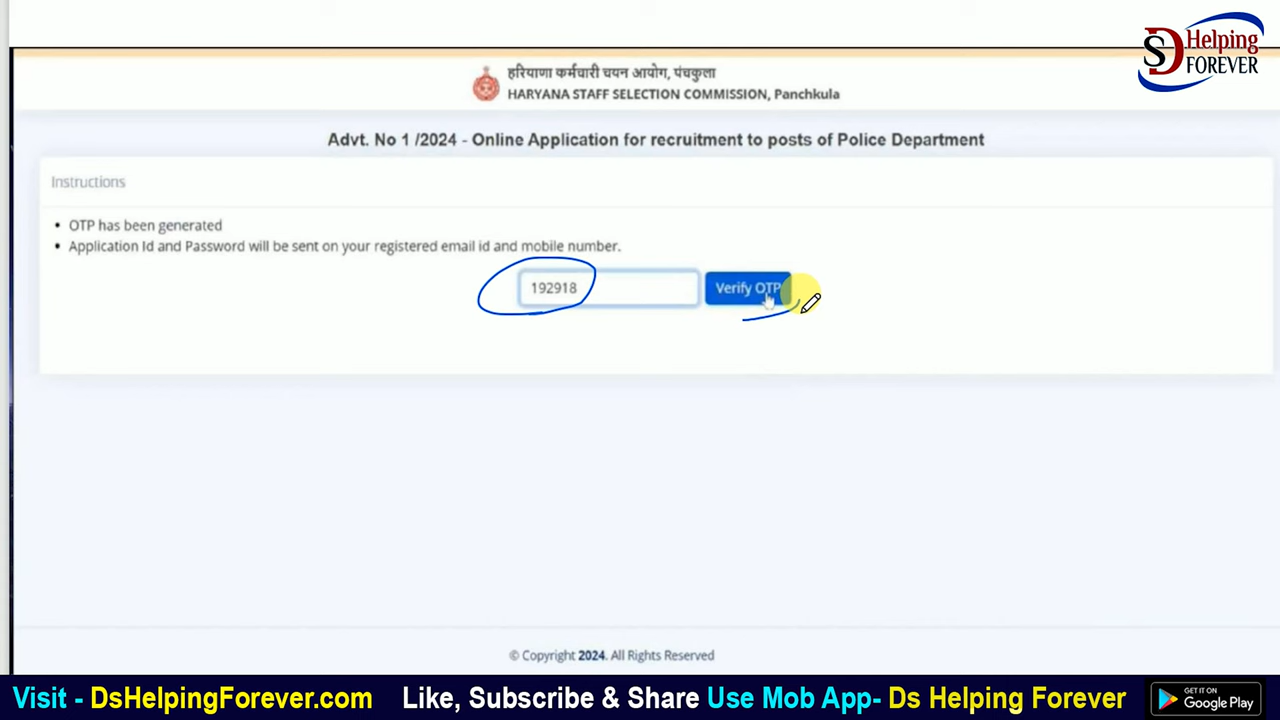 DS Helping
FOREVER
हरियाणा कर्मचारी चयन आयोग, पंचकुला
HARYANA STAFF SELECTION COMMISSION, Panchkula
Advt. No 1 /2024 - Online Application for recruitment to posts of Police Department
Instructions
• OTP has been generated
• Application Id and Password will be sent on your registered email id and mobile number.
192918 Verify OTP
© Copyright 2024. All Rights Reserved
Visit - DsHelpingForever.com Like, Subscribe & Share Use Mob App- Ds Helping Forever
GET IT ON
Google Play